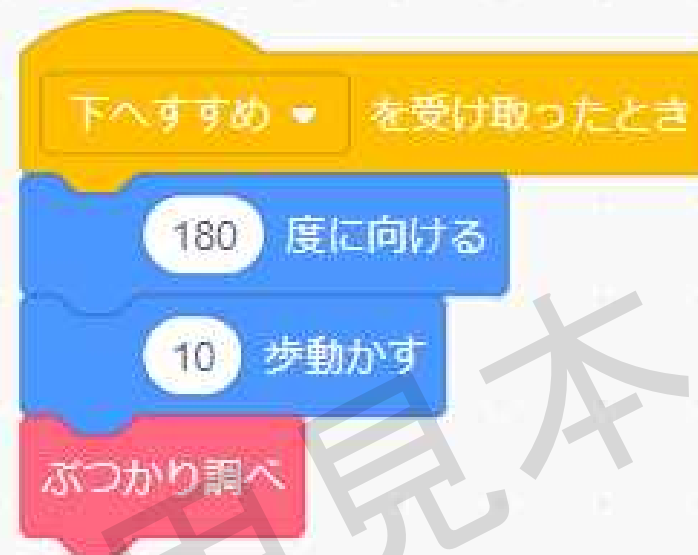 下へすすめ を受け取ったとき
180 度に向ける
10 歩動かす
ぶつかり調べ
見本